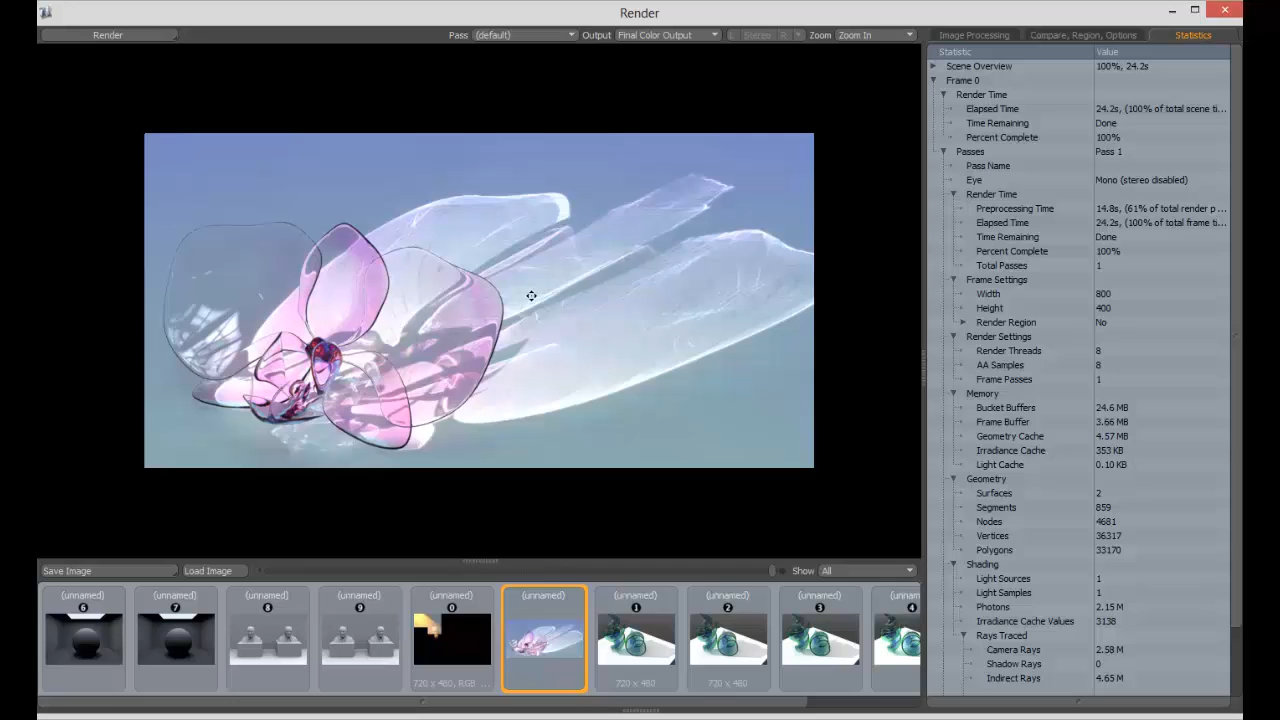 Render
Render
Pass (default) Output Final Color Output L Stereo R Zoom Zoom In
Image Processing Compare, Region, Options Statistics
Statistic Value
Scene Overview 100%, 24.2s
Frame 0
Render Time
Elapsed Time 24.2s, (100% of total scene ti...
Time Remaining Done
Percent Complete 100%
Passes Pass 1
Pass Name
Eye Mono (stereo disabled)
Render Time
Preprocessing Time 14.8s, (61% of total render p ...
Elapsed Time 24.2s, (100% of total frame ti...
Time Remaining Done
Percent Complete 100%
Total Passes 1
Frame Settings
Width 800
Height 400
Render Region No
Render Settings
Render Threads 8
AA Samples 8
Frame Passes 1
Memory
Bucket Buffers 24.6 MB
Frame Buffer 3.66 MB
Geometry Cache 4.57 MB
Irradiance Cache 353 KB
Light Cache 0.10 KB
Geometry
Surfaces 2
Segments 859
Nodes 4681
Vertices 36317
Polygons 33170
Shading
Light Sources 1
Light Samples 1
Photons 2.15 M
Irradiance Cache Values 3138
Rays Traced
Camera Rays 2.58 M
Shadow Rays 0
Indirect Rays 4.65 M
Save Image Load Image Show All
(unnamed) (unnamed) (unnamed) (unnamed) (unnamed) (unnamed) (unnamed) (unnamed) (unnamed) (unn
6 7 8 9 0 1 2 3 4
720 x 480, RGB ... 720 x 480 720 x 480